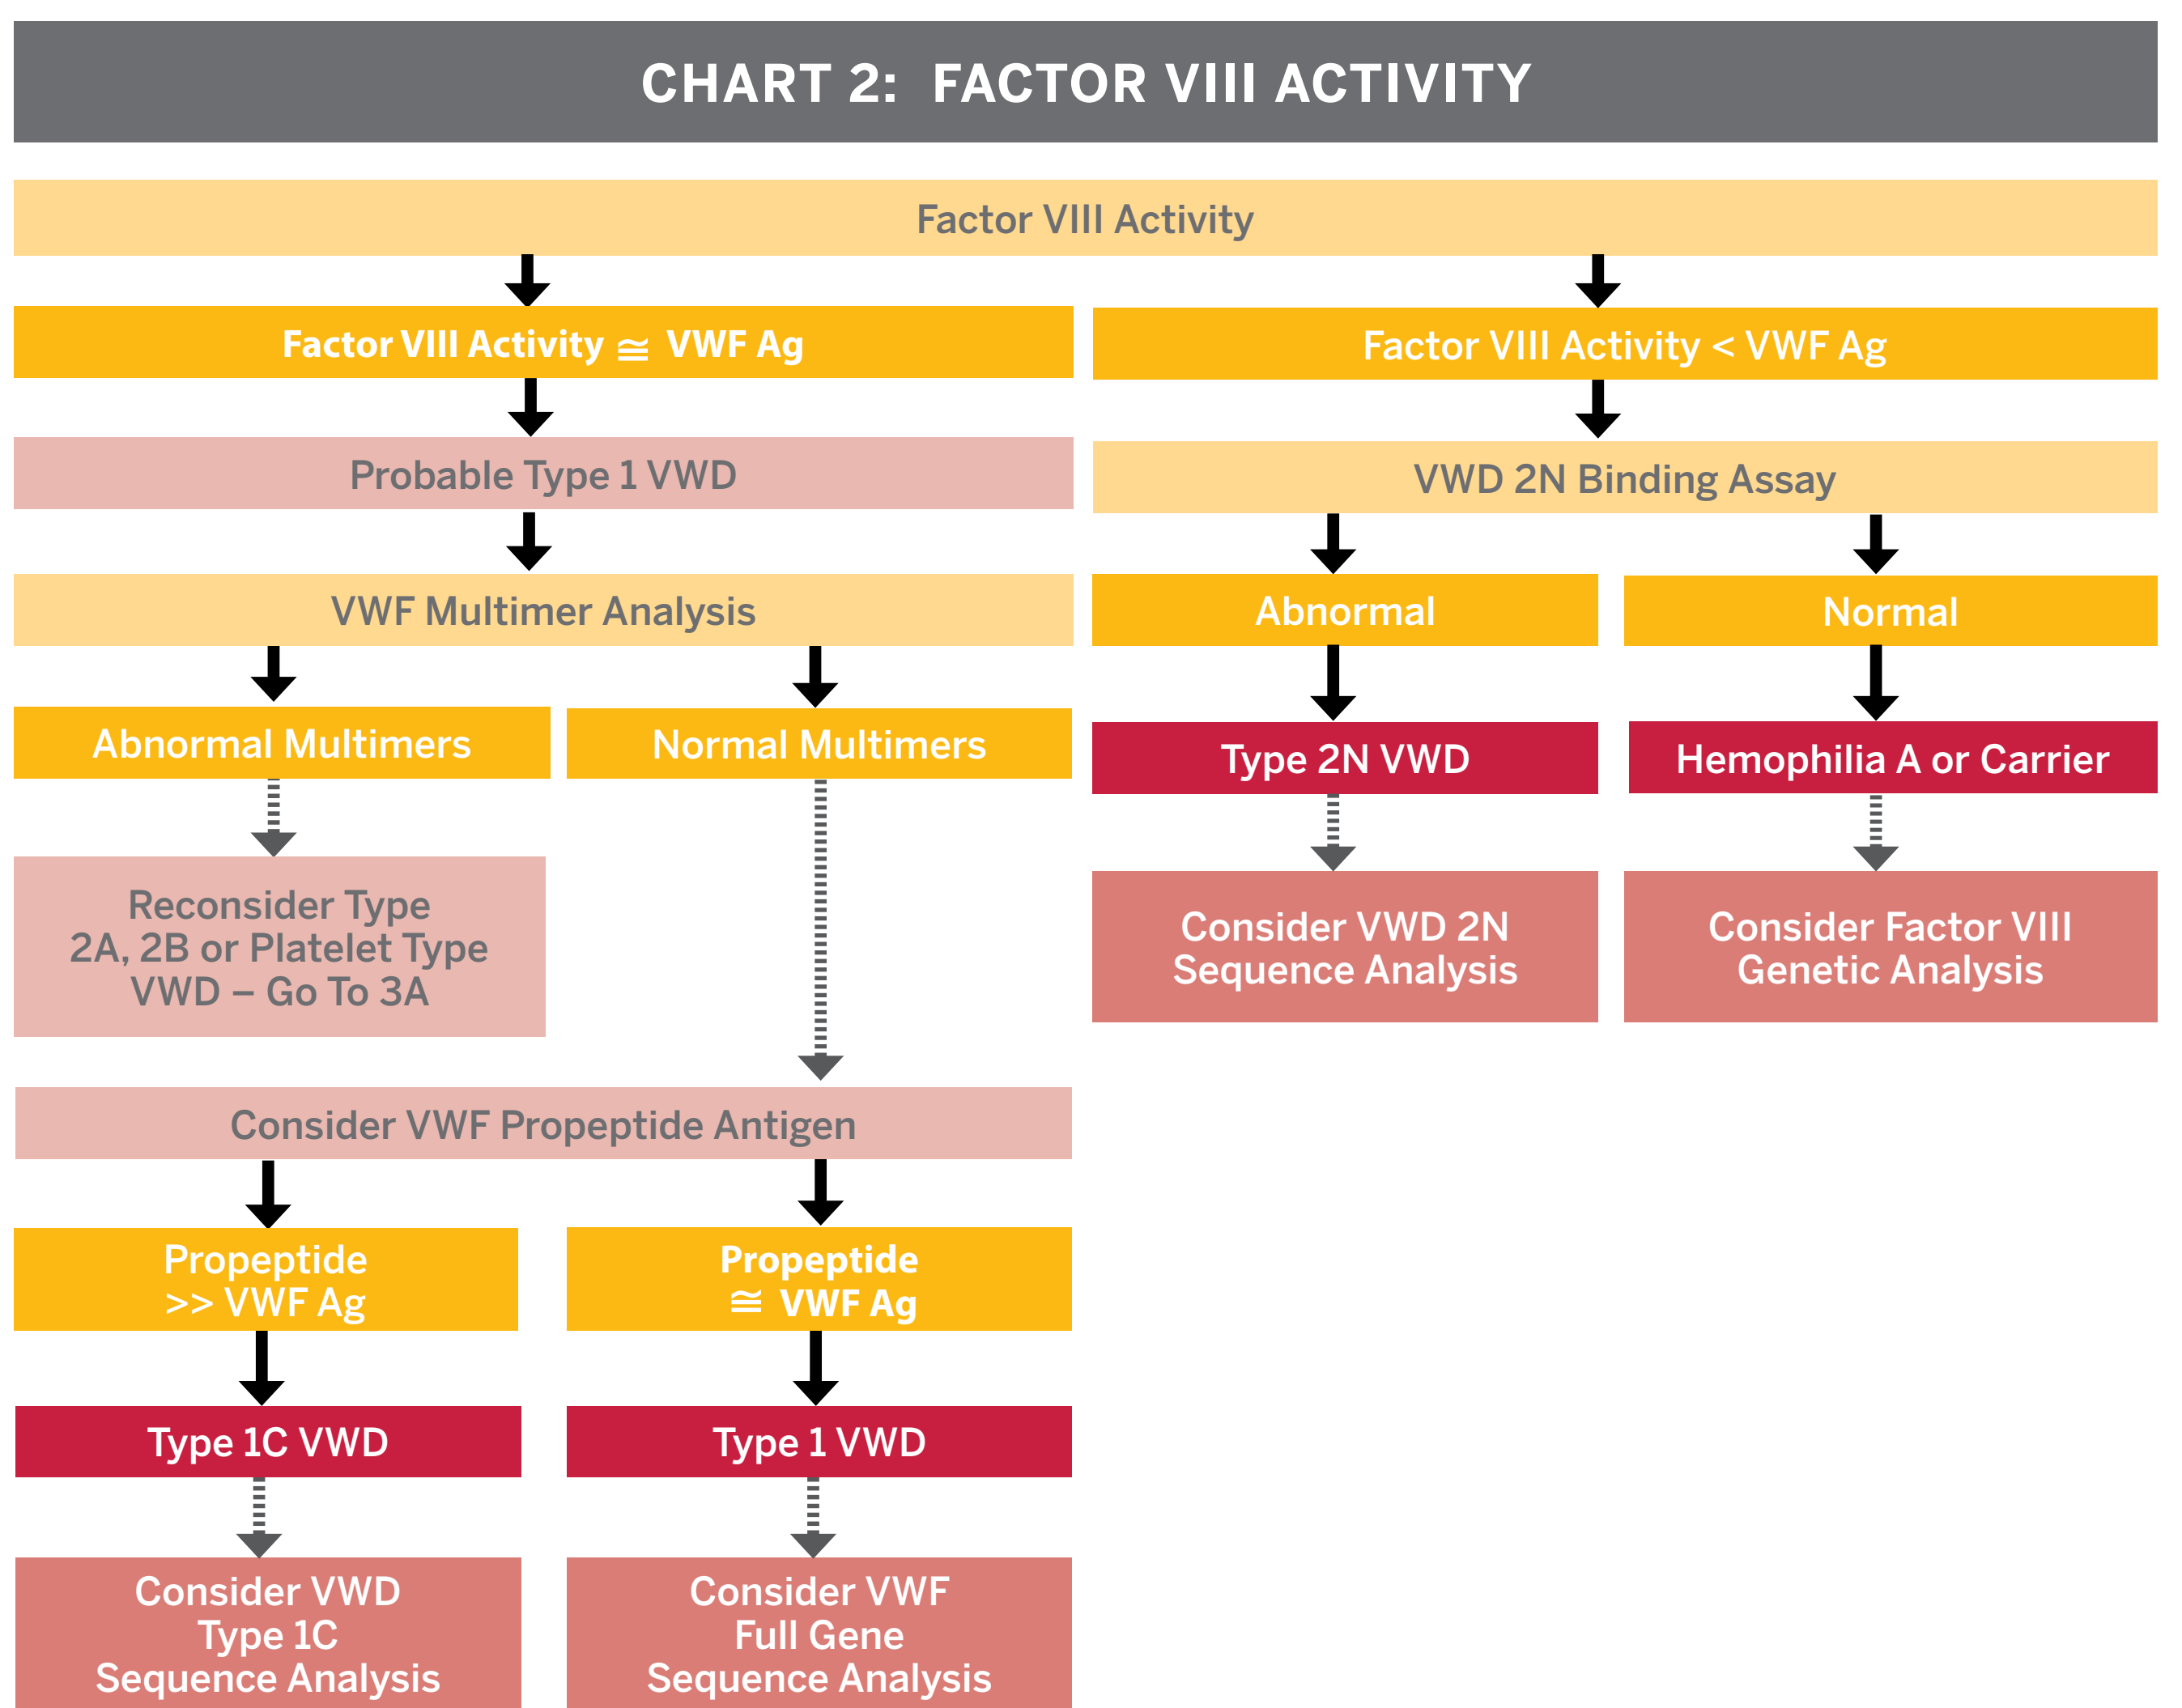 CHART 2: FACTOR VIII ACTIVITY
Factor VIII Activity
Factor VIII Activity ≅ VWF Ag
Factor VIII Activity < VWF Ag
Probable Type 1 VWD
VWD 2N Binding Assay
VWF Multimer Analysis
Abnormal
Normal
Abnormal Multimers
Normal Multimers
Type 2N VWD
Hemophilia A or Carrier
Reconsider Type
2A, 2B or Platelet Type
VWD – Go To 3A
Consider VWD 2N
Sequence Analysis
Consider Factor VIII
Genetic Analysis
Consider VWF Propeptide Antigen
Propeptide
>> VWF Ag
Propeptide
≅ VWF Ag
Type 1C VWD
Type 1 VWD
Consider VWD
Type 1C
Sequence Analysis
Consider VWF
Full Gene
Sequence Analysis